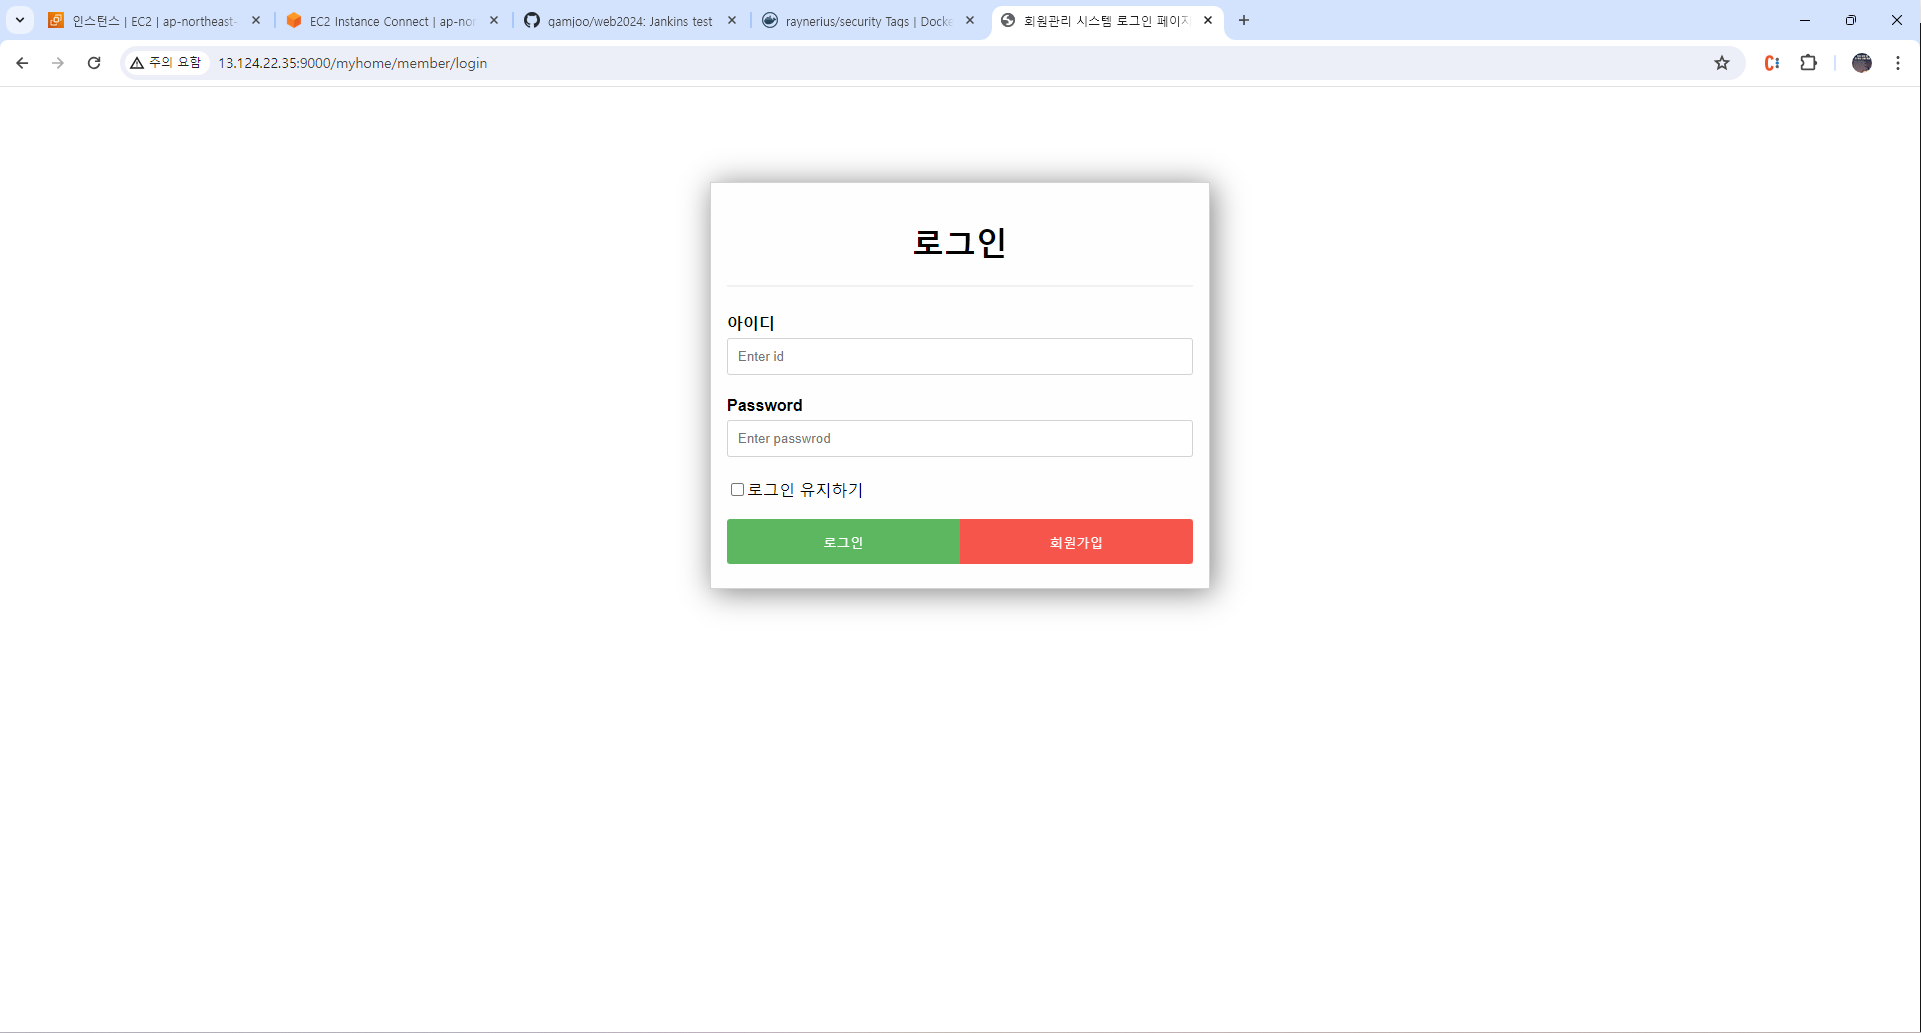 인스턴스 | EC2 | ap-northeast-
EC2 Instance Connect | ap-nor
qamjoo/web2024: Jankins test
raynerius/security Tags | Docke
회원관리 시스템 로그인 페이지
주의 요함
13.124.22.35:9000/myhome/member/login
로그인
아이디
Enter id
Password
Enter passwrod
로그인 유지하기
로그인
회원가입